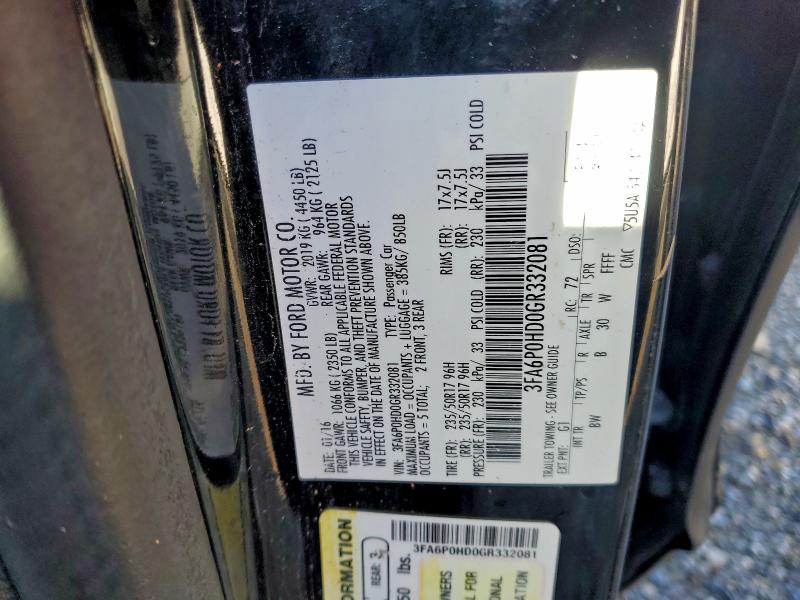 MFD. BY FORD MOTOR CO.
DATE: 01/16 GVWR: 2019 KG ( 4450 LB)
FRONT GAWR: 1066 KG ( 2350 LB) REAR GAWR: 964 KG ( 2125 LB)
THIS VEHICLE CONFORMS TO ALL APPLICABLE FEDERAL MOTOR
VEHICLE SAFETY, BUMPER, AND THEFT PREVENTION STANDARDS
IN EFFECT ON THE DATE OF MANUFACTURE SHOWN ABOVE.
VIN: 3FA6P0HD0GR332081 TYPE: Passenger Car
MAXIMUM LOAD = OCCUPANTS + LUGGAGE = 385KG/ 850LB
OCCUPANTS = 5 TOTAL; 2 FRONT, 3 REAR
TIRE (FR): 235/50R17 96H RIMS (FR): 17x7.5J
(RR): 235/50R17 96H (RR): 17x7.5J
PRESSURE (FR): 230 kPa/ 33 PSI COLD (RR): 230 kPa/ 33 PSI COLD
3FA6P0HD0GR332081
TRAILER TOWING - SEE OWNER GUIDE
EXT PNT: G1 RC: 72 DSO:
INT TR TP/PS R AXLE TR SPR
BW B 30 W FFFF
CMC
3FA6P0HD0GR332081
REAR: 3
lbs.